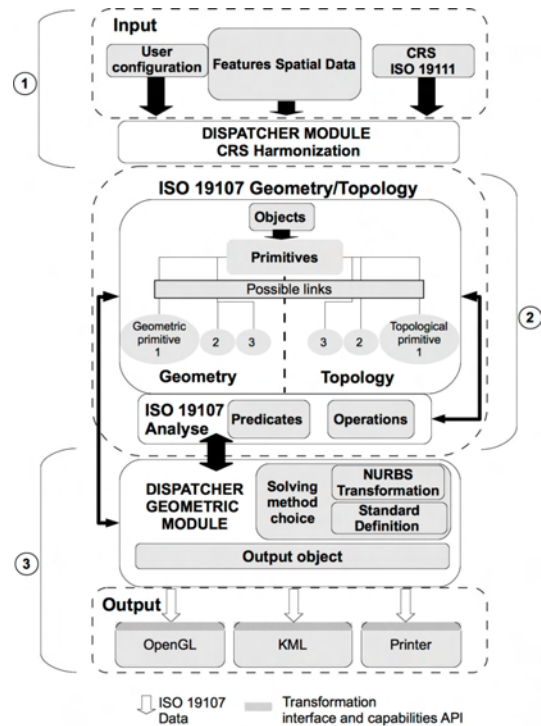 Input
User
configuration
Features Spatial Data
CRS
ISO 19111
1
DISPATCHER MODULE
CRS Harmonization
ISO 19107 Geometry/Topology
Objects
Primitives
Possible links
Geometric
primitive
1
2
3
3
2
Topological
primitive
1
Geometry
Topology
2
ISO 19107
Analyse
Predicates
Operations
DISPATCHER
GEOMETRIC
MODULE
Solving
method
choice
NURBS
Transformation
Standard
Definition
Output object
3
Output
OpenGL
KML
Printer
ISO 19107
Data
Transformation
interface and capabilities API